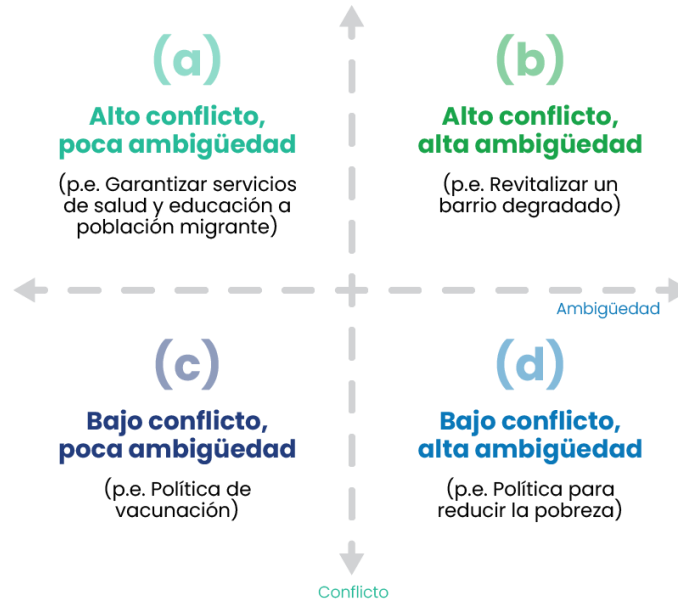 (a)
Alto conflicto,
poca ambigüedad
(p.e. Garantizar servicios
de salud y educación a
población migrante)
(b)
Alto conflicto,
alta ambigüedad
(p.e. Revitalizar un
barrio degradado)
Ambigüedad
(c)
Bajo conflicto,
poca ambigüedad
(p.e. Política de
vacunación)
(d)
Bajo conflicto,
alta ambigüedad
(p.e. Política para
reducir la pobreza)
Conflicto